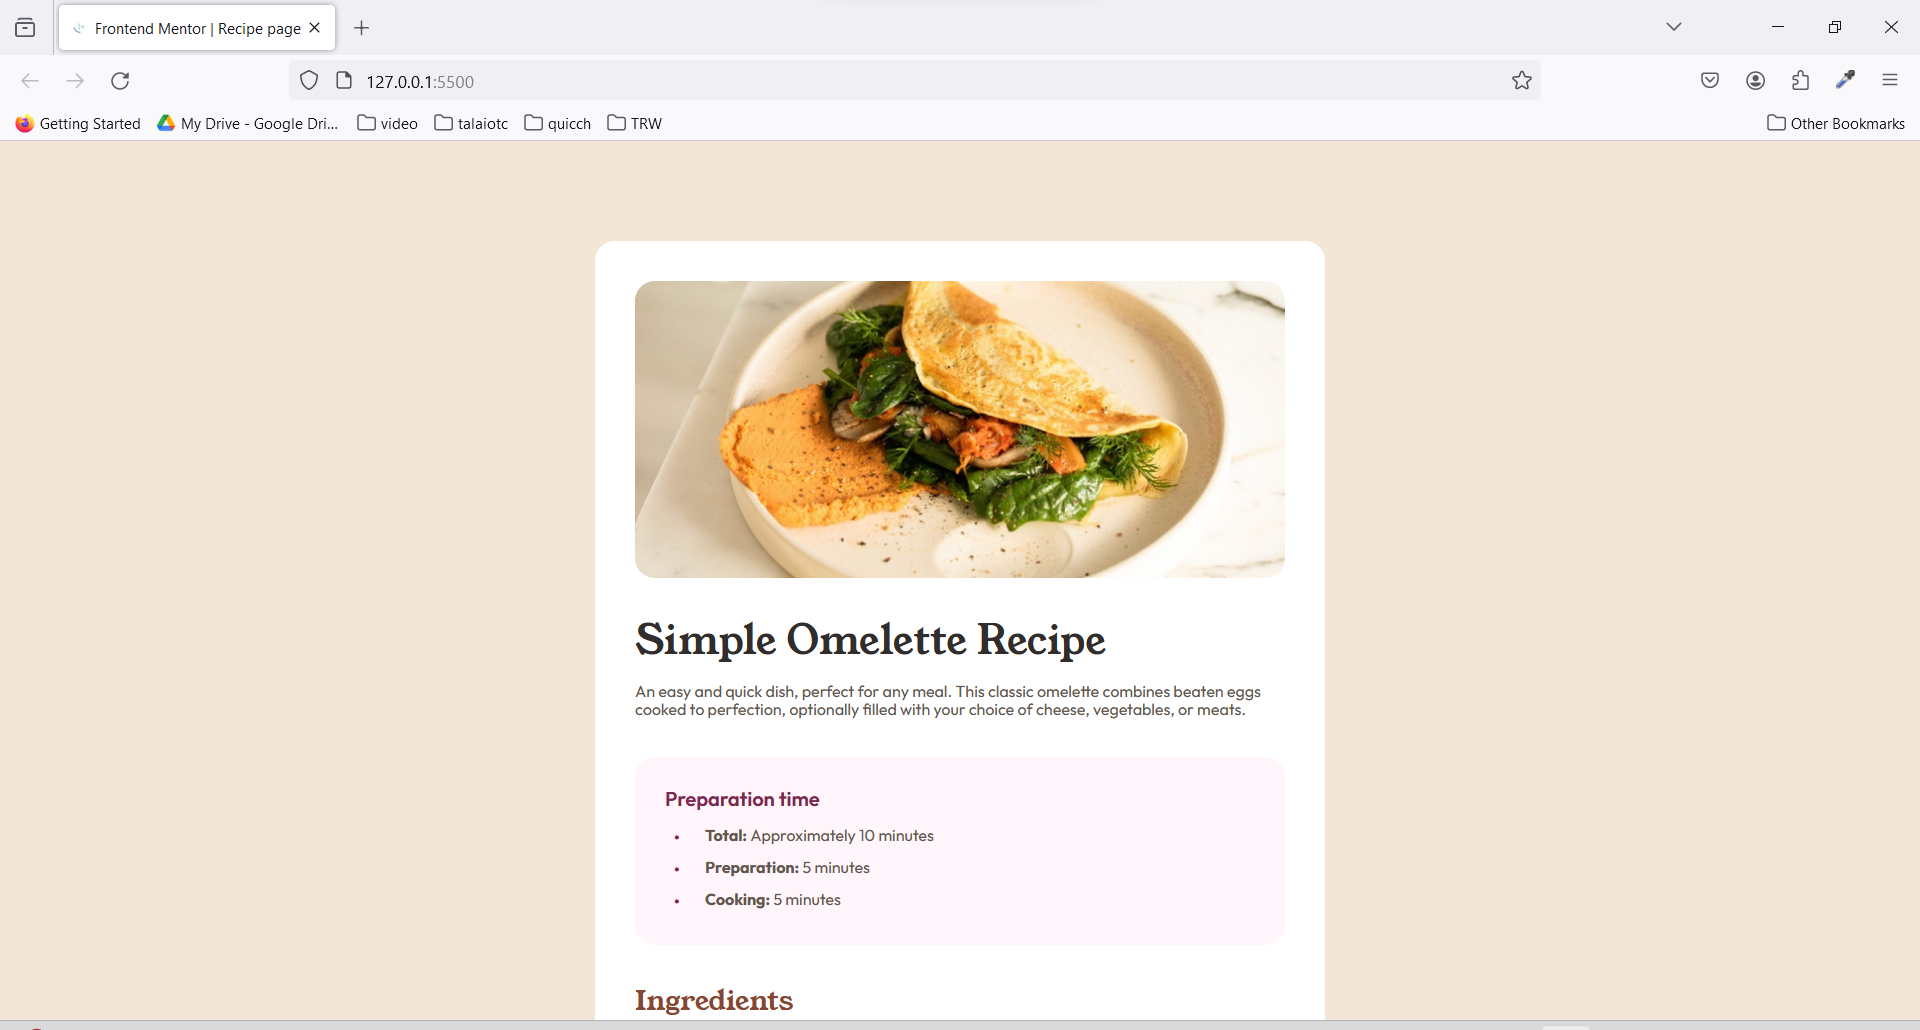 Frontend Mentor | Recipe page
127.0.0.1:5500
Getting Started
My Drive - Google Dri...
video
talaiotc
quicch
TRW
Other Bookmarks
Simple Omelette Recipe
An easy and quick dish, perfect for any meal. This classic omelette combines beaten eggs
cooked to perfection, optionally filled with your choice of cheese, vegetables, or meats.
Preparation time
• Total: Approximately 10 minutes
• Preparation: 5 minutes
• Cooking: 5 minutes
Ingredients